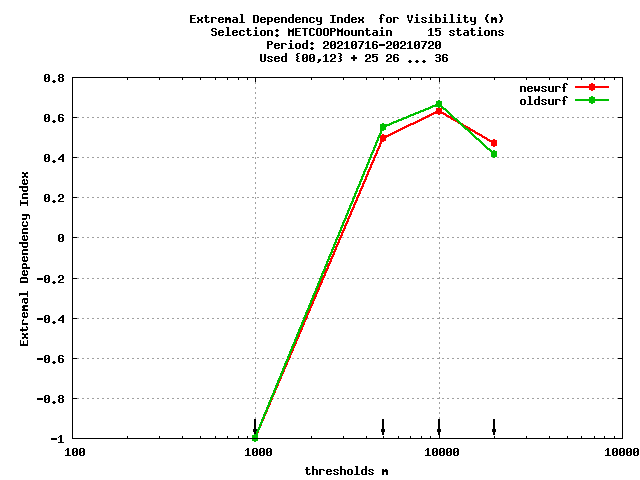 Extremal Dependency Index  for Visibility (m)
Selection: METCOOPMountain     15 stations
Period: 20210716-20210720
Used {00,12} + 25 26 ... 36
newsurf
oldsurf
0.8
0.6
0.4
0.2
0
-0.2
-0.4
-0.6
-0.8
-1
Extremal Dependency Index
100
1000
10000
10000
thresholds m